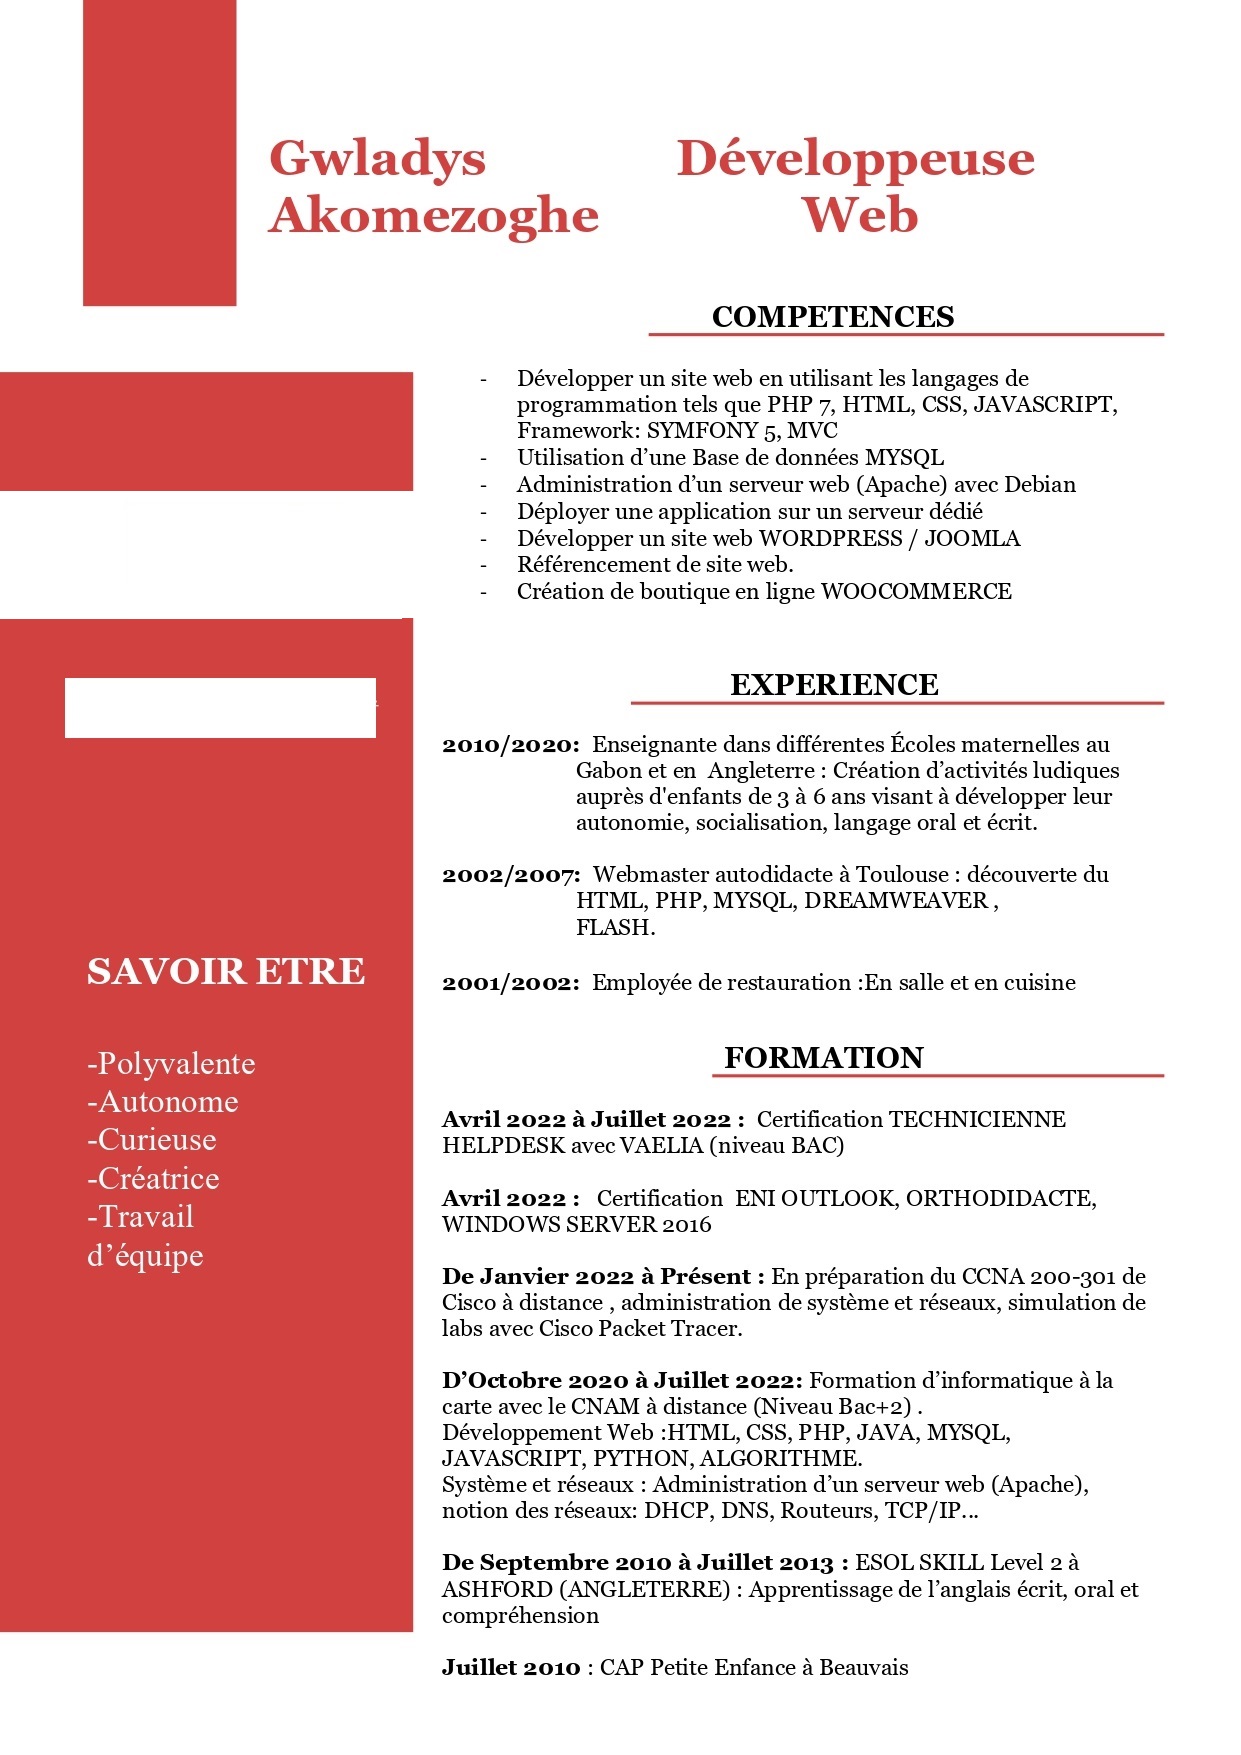 Gwladys
Akomezoghe
Développeuse
Web
COMPETENCES
- Développer un site web en utilisant les langages de
programmation tels que PHP 7, HTML, CSS, JAVASCRIPT,
Framework: SYMFONY 5, MVC
- Utilisation d’une Base de données MYSQL
- Administration d’un serveur web (Apache) avec Debian
- Déployer une application sur un serveur dédié
- Développer un site web WORDPRESS / JOOMLA
- Référencement de site web.
- Création de boutique en ligne WOOCOMMERCE
EXPERIENCE
2010/2020: Enseignante dans différentes Écoles maternelles au
Gabon et en Angleterre : Création d’activités ludiques
auprès d'enfants de 3 à 6 ans visant à développer leur
autonomie, socialisation, langage oral et écrit.
2002/2007: Webmaster autodidacte à Toulouse : découverte du
HTML, PHP, MYSQL, DREAMWEAVER ,
FLASH.
2001/2002: Employée de restauration :En salle et en cuisine
SAVOIR ETRE
-Polyvalente
-Autonome
-Curieuse
-Créatrice
-Travail
d’équipe
FORMATION
Avril 2022 à Juillet 2022 : Certification TECHNICIENNE
HELPDESK avec VAELIA (niveau BAC)
Avril 2022 : Certification ENI OUTLOOK, ORTHODIDACTE,
WINDOWS SERVER 2016
De Janvier 2022 à Présent : En préparation du CCNA 200-301 de
Cisco à distance , administration de système et réseaux, simulation de
labs avec Cisco Packet Tracer.
D’Octobre 2020 à Juillet 2022: Formation d’informatique à la
carte avec le CNAM à distance (Niveau Bac+2) .
Développement Web :HTML, CSS, PHP, JAVA, MYSQL,
JAVASCRIPT, PYTHON, ALGORITHME.
Système et réseaux : Administration d’un serveur web (Apache),
notion des réseaux: DHCP, DNS, Routeurs, TCP/IP...
De Septembre 2010 à Juillet 2013 : ESOL SKILL Level 2 à
ASHFORD (ANGLETERRE) : Apprentissage de l’anglais écrit, oral et
compréhension
Juillet 2010 : CAP Petite Enfance à Beauvais